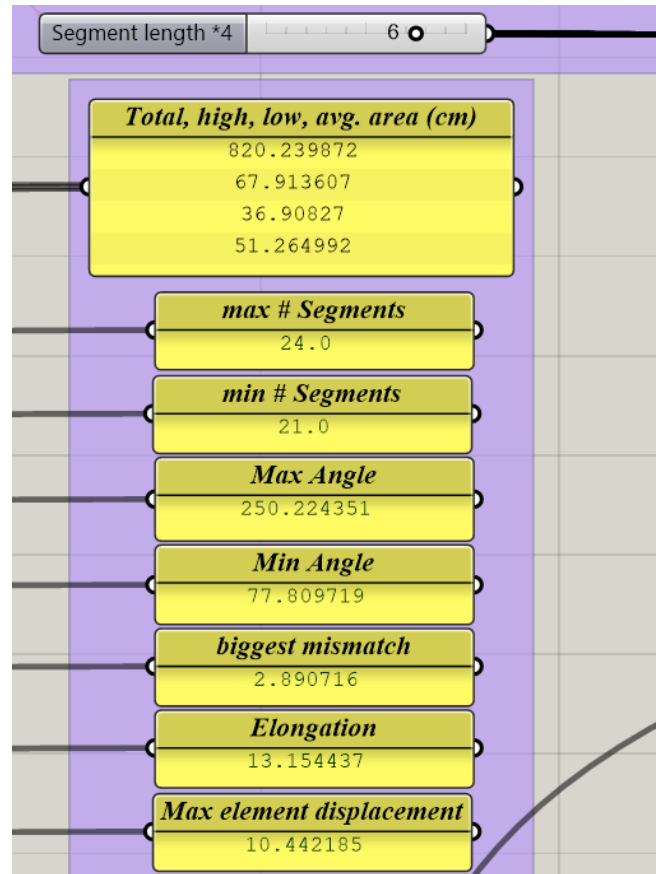 Segment length *4 6
Total, high, low, avg. area (cm)
820.239872
67.913607
36.90827
51.264992
max # Segments
24.0
min # Segments
21.0
Max Angle
250.224351
Min Angle
77.809719
biggest mismatch
2.890716
Elongation
13.154437
Max element displacement
10.442185